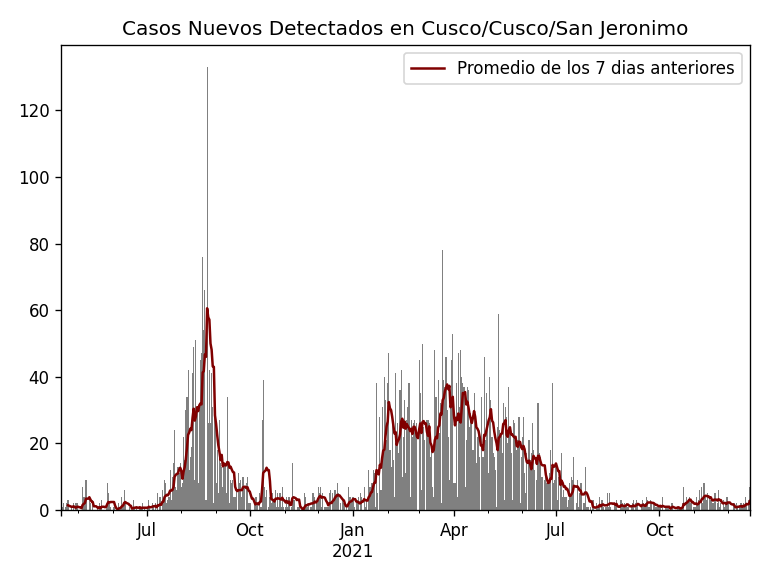 Casos Nuevos Detectados en Cusco/Cusco/San Jeronimo
Promedio de los 7 dias anteriores
120
100
80
60
40
20
0
Jul Oct Jan Apr Jul Oct
2021